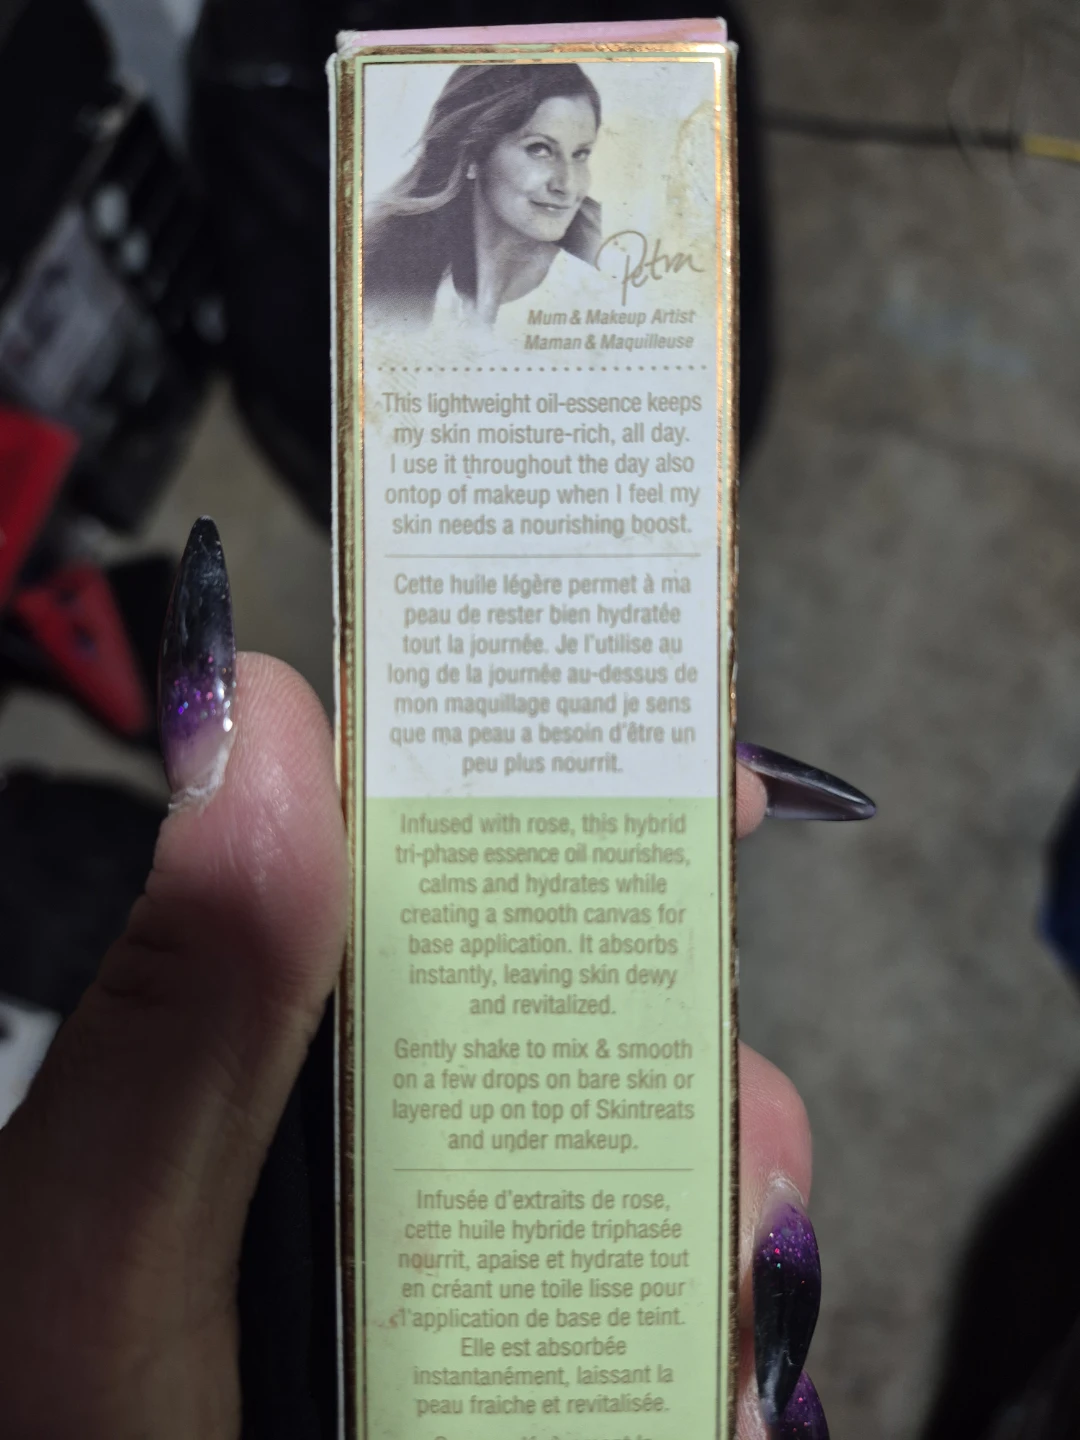 Petra
Mum & Makeup Artist
Maman & Maquilleuse
This lightweight oil-essence keeps
my skin moisture-rich, all day.
I use it throughout the day also
ontop of makeup when I feel my
skin needs a nourishing boost.
Cette huile légère permet à ma
peau de rester bien hydratée
tout la journée. Je l'utilise au
long de la journée au-dessus de
mon maquillage quand je sens
que ma peau a besoin d'être un
peu plus nourrit.
Infused with rose, this hybrid
tri-phase essence oil nourishes,
calms and hydrates while
creating a smooth canvas for
base application. It absorbs
instantly, leaving skin dewy
and revitalized.
Gently shake to mix & smooth
on a few drops on bare skin or
layered up on top of Skintreats
and under makeup.
Infusée d'extraits de rose,
cette huile hybride triphasée
nourrit, apaise et hydrate tout
en créant une toile lisse pour
l'application de base de teint.
Elle est absorbée
instantanément, laissant la
peau fraiche et revitalisée.